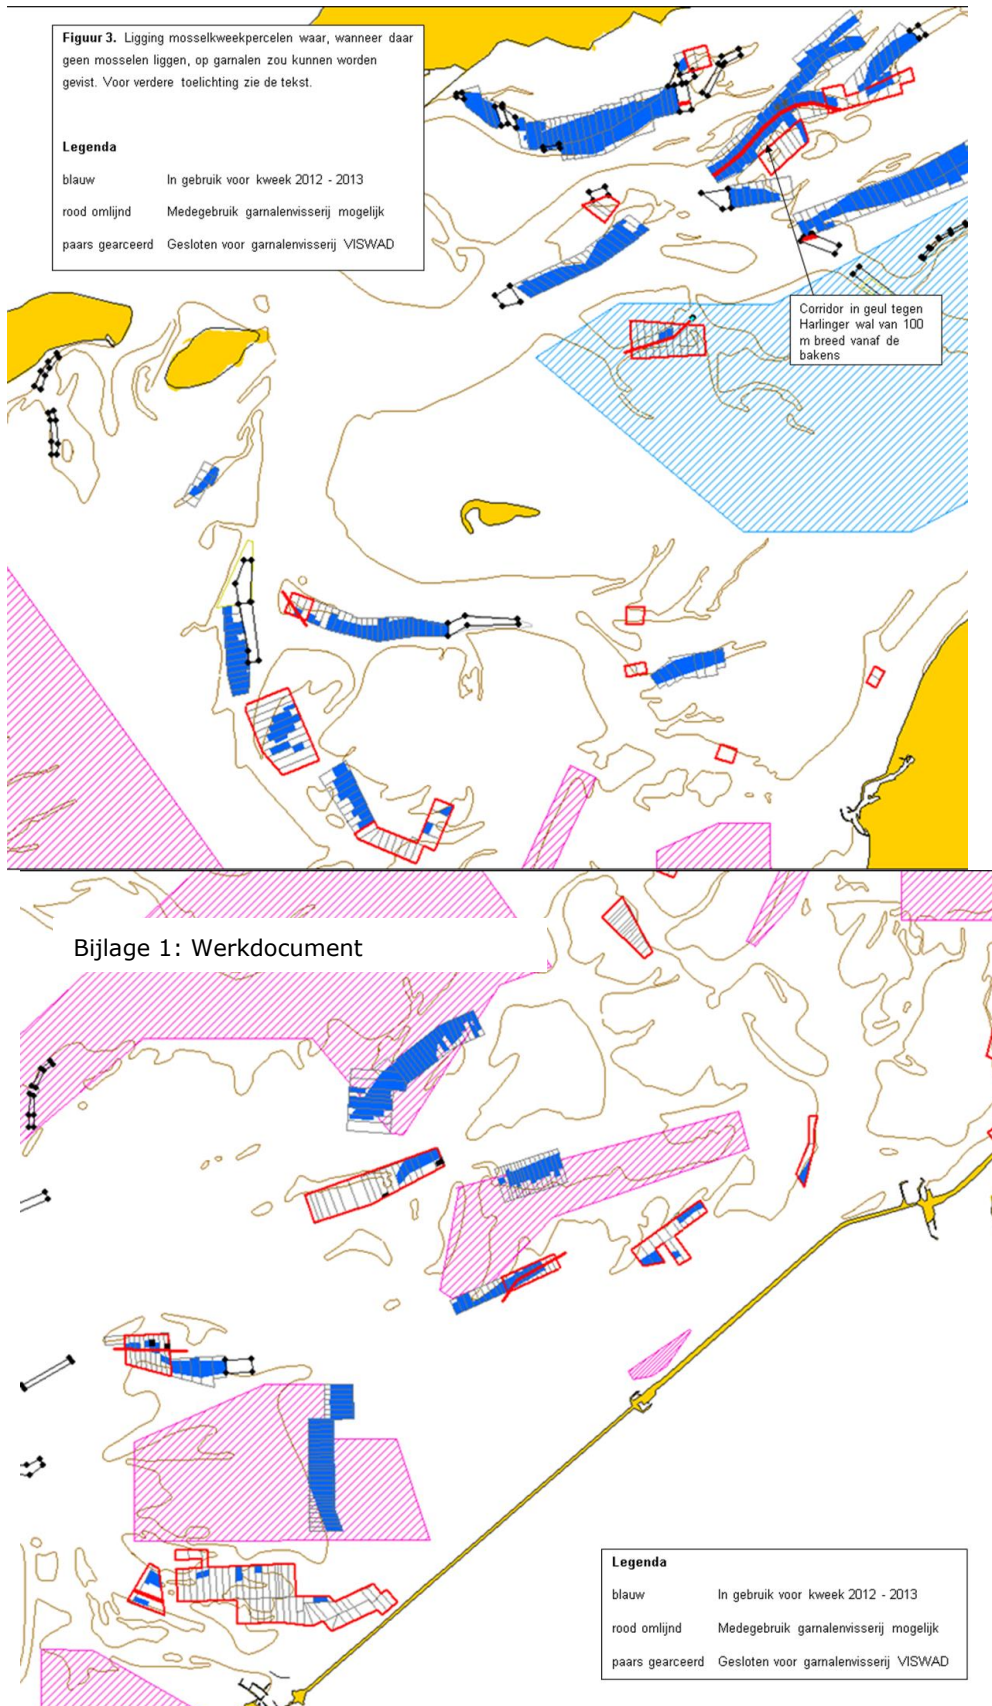 Figuur 3. Ligging mosselkweekpercelen waar, wanneer daar
geen mosselen liggen, op garnalen zou kunnen worden
gevist. Voor verdere toelichting zie de tekst.
Legenda
blauw In gebruik voor kweek 2012 - 2013
rood omlijnd Medegebruik garnalenvisserij mogelijk
paars gearceerd Gesloten voor garnalenvisserij VISWAD
Corridor in geul tegen
Harlinger wal van 100
m breed vanaf de
bakens
Bijlage 1: Werkdocument
Legenda
blauw In gebruik voor kweek 2012 - 2013
rood omlijnd Medegebruik garnalenvisserij mogelijk
paars gearceerd Gesloten voor garnalenvisserij VISWAD